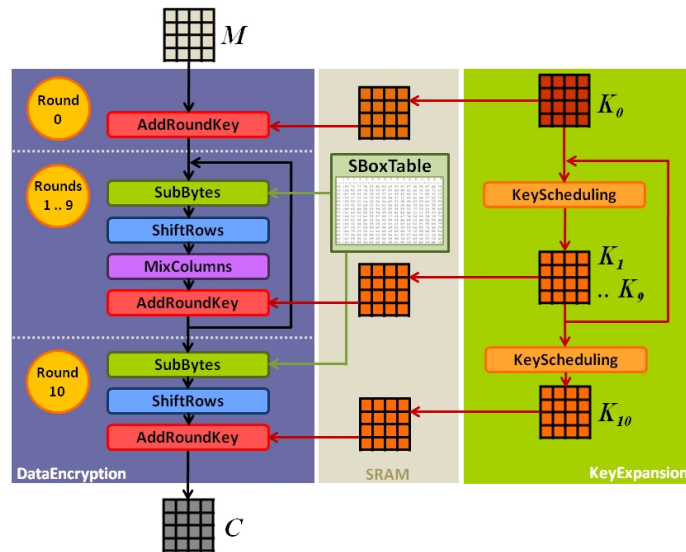 M
Round
0
AddRoundKey
K₀
SBoxTable
Rounds
1 .. 9
SubBytes
KeyScheduling
ShiftRows
MixColumns
K₁
.. K₉
AddRoundKey
Round
10
SubBytes
KeyScheduling
ShiftRows
K₁₀
AddRoundKey
DataEncryption
SRAM
KeyExpansion
C